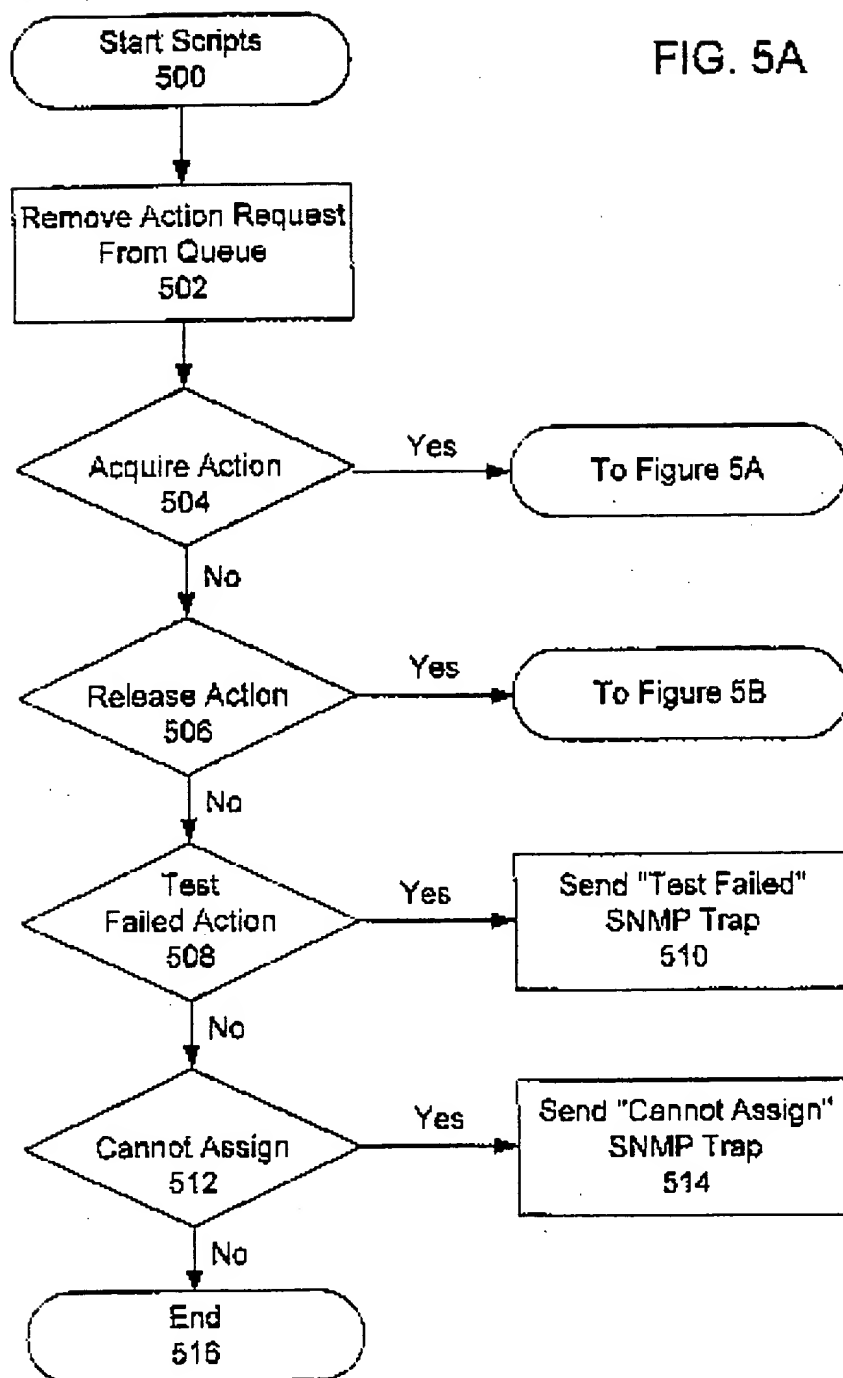 Start Scripts
500
FIG. 5A
Remove Action Request
From Queue
502
Acquire Action
504
Yes
To Figure 5A
No
Release Action
506
Yes
To Figure 5B
No
Test
Failed Action
508
Yes
Send "Test Failed"
SNMP Trap
510
No
Cannot Assign
512
Yes
Send "Cannot Assign"
SNMP Trap
514
No
End
516